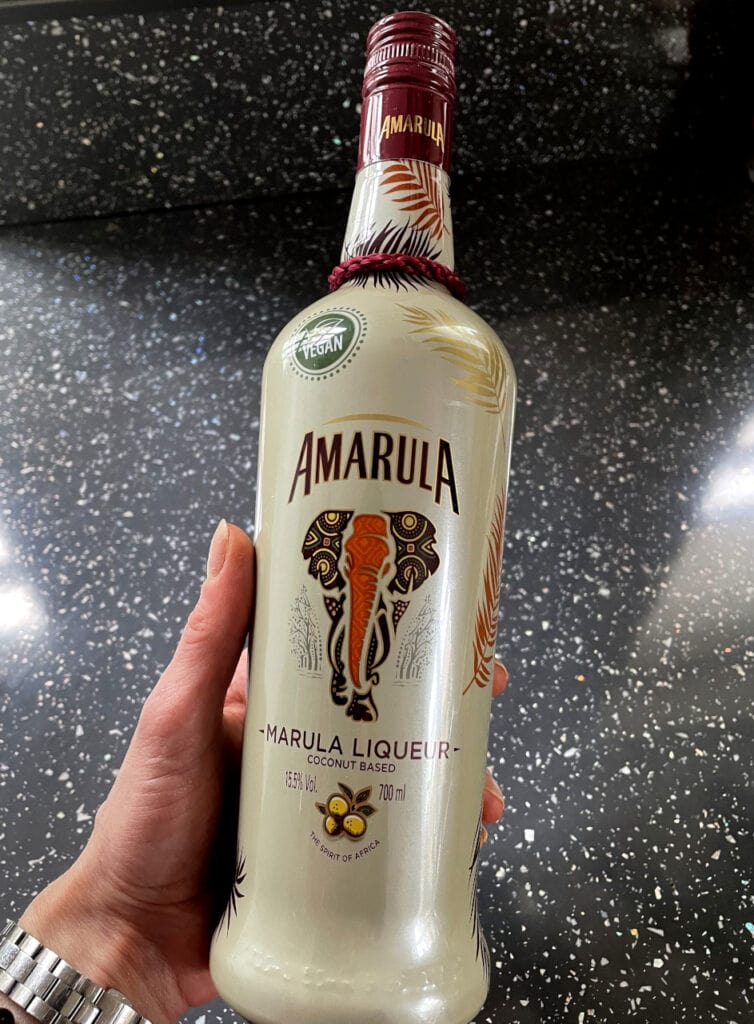 AMARULA
VEGAN
AMARULA
MARULA LIQUEUR
COCONUT BASED
15.5% Vol. 700 ml
THE SPIRIT OF AFRICA